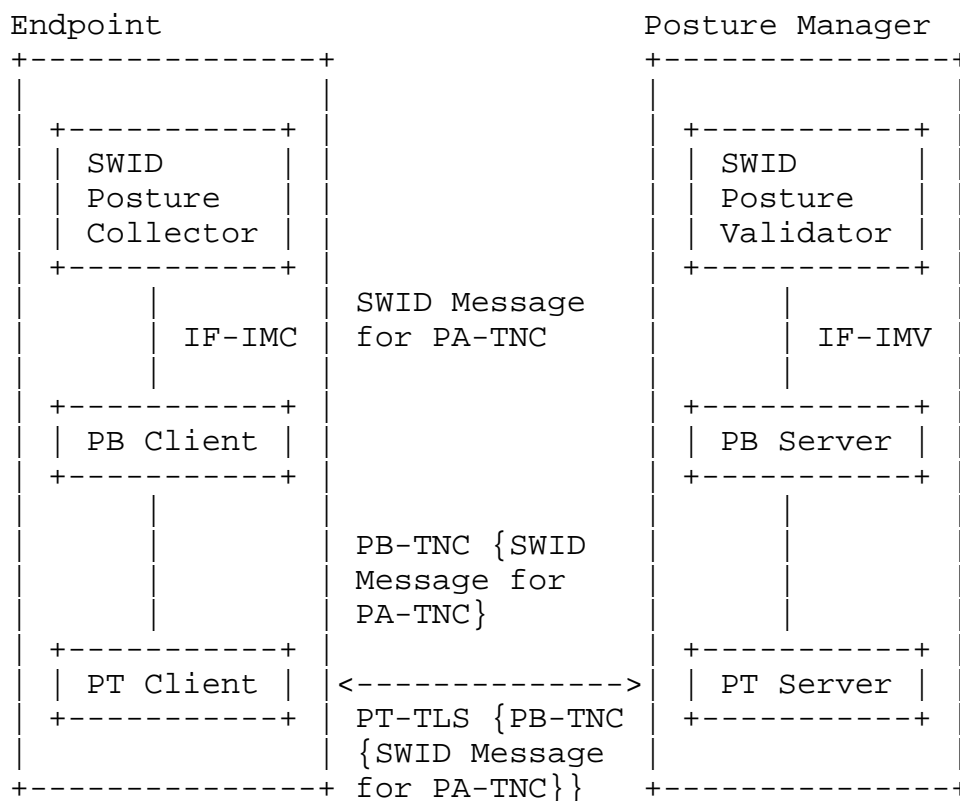 Endpoint Posture Manager
SWID SWID
Posture Posture
Collector Validator
SWID Message
IF-IMC for PA-TNC IF-IMV
PB Client PB Server
PB-TNC {SWID
Message for
PA-TNC}
PT Client <--------------> PT Server
PT-TLS {PB-TNC
{SWID Message
for PA-TNC}}